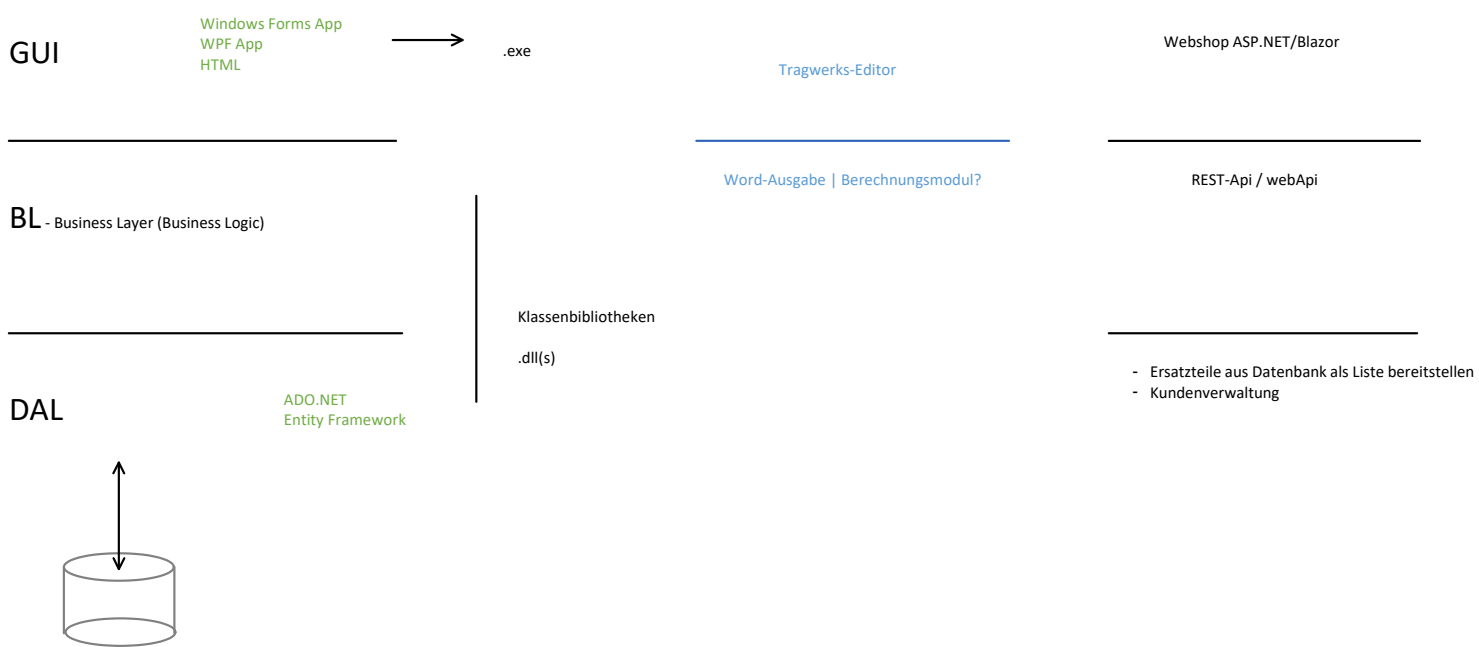 GUI
Windows Forms App
WPF App
HTML
.exe
Tragwerks-Editor
Webshop ASP.NET/Blazor
Word-Ausgabe | Berechnungsmodul?
REST-Api / webApi
BL - Business Layer (Business Logic)
Klassenbibliotheken
.dll(s)
DAL
ADO.NET
Entity Framework
- Ersatzteile aus Datenbank als Liste bereitstellen
- Kundenverwaltung